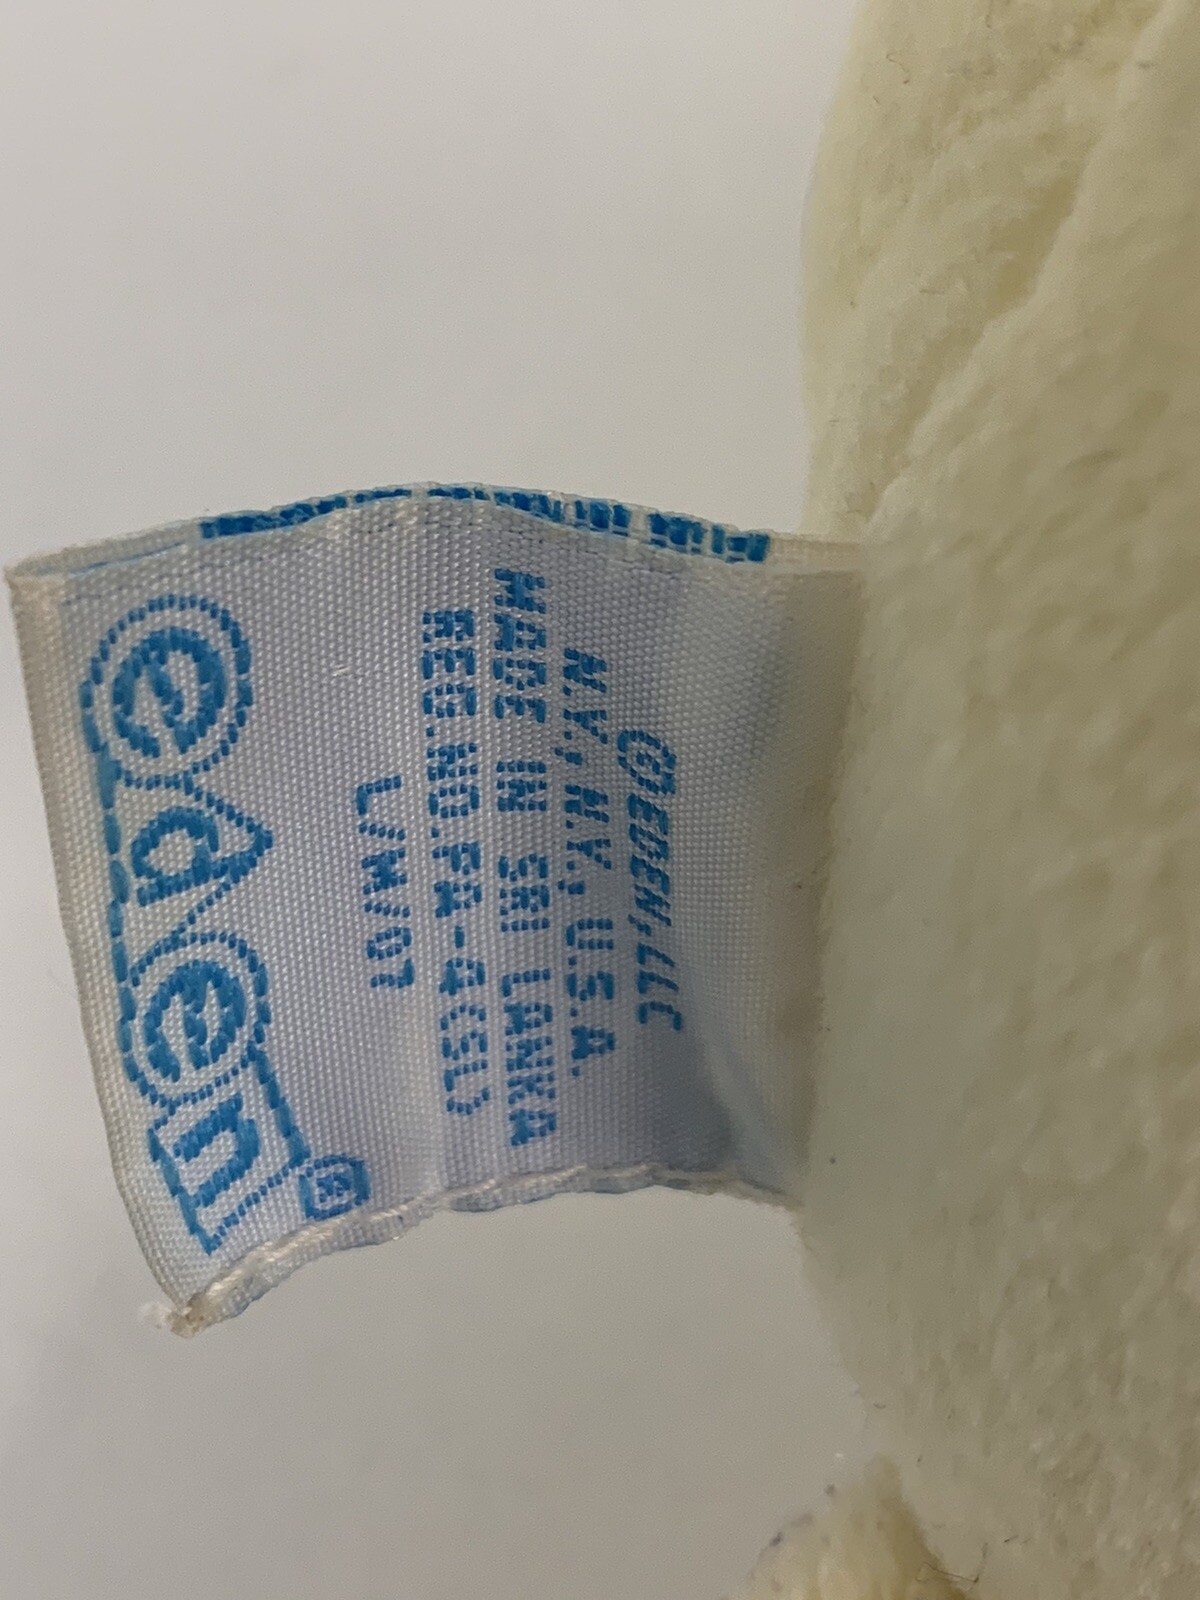 ©EDEN, LLC
N.Y., N.Y., U.S.A.
MADE IN SRI LANKA
REG.NO.PA-4(SL)
L/M/07
eden®